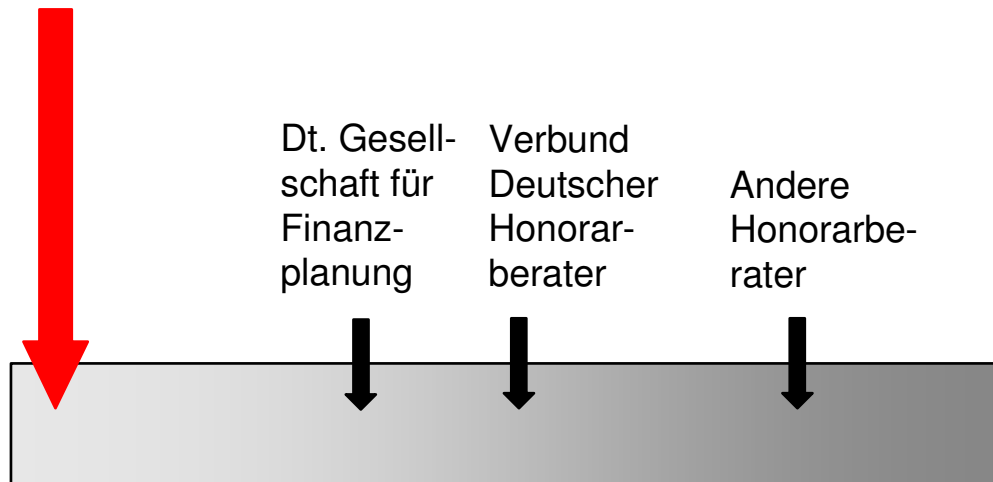 Dt. Gesell-
schaft für
Finanz-
planung
Verbund
Deutscher
Honorar-
berater
Andere
Honorarbe-
rater